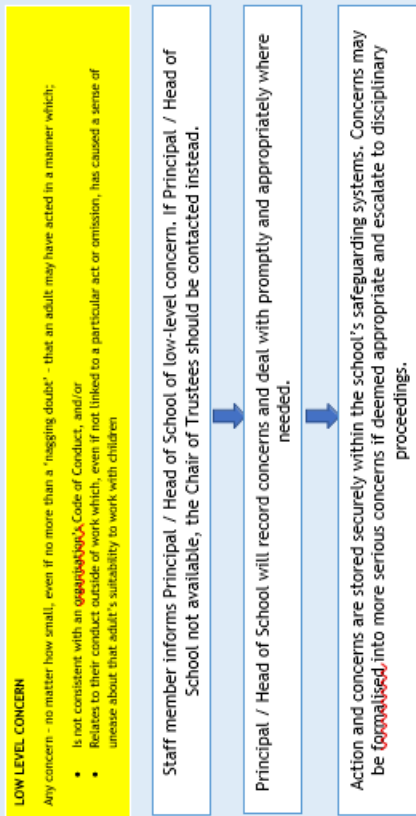 LOW LEVEL CONCERN
Any concern – no matter how small, even if no more than a 'nagging doubt' - that an adult may have acted in a manner which;
• Is not consistent with an organisation's Code of Conduct, and/or
• Relates to their conduct outside of work which, even if not linked to a particular act or omission, has caused a sense of
unease about that adult's suitability to work with children
Staff member informs Principal / Head of School of low-level concern. If Principal / Head of
School not available, the Chair of Trustees should be contacted instead.
Principal / Head of School will record concerns and deal with promptly and appropriately where
needed.
Action and concerns are stored securely within the school's safeguarding systems. Concerns may
be formalised into more serious concerns if deemed appropriate and escalate to disciplinary
proceedings.